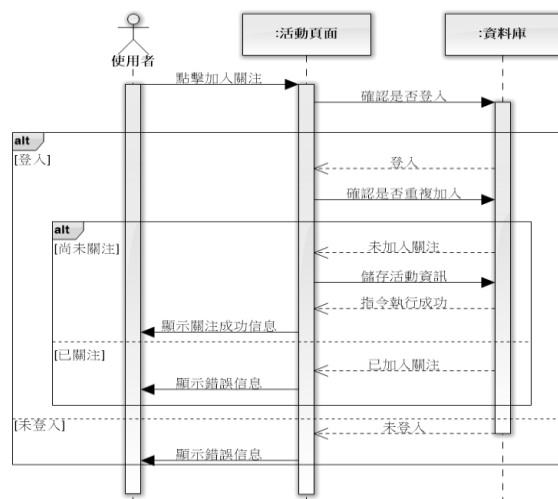 :活動頁面
:資料庫
使用者
點擊加入關注
確認是否登入
alt
[登入]
登入
確認是否重複加入
alt
[尚未關注]
未加入關注
儲存活動資訊
指令執行成功
顯示關注成功信息
[已關注]
已加入關注
顯示錯誤信息
[未登入]
未登入
顯示錯誤信息